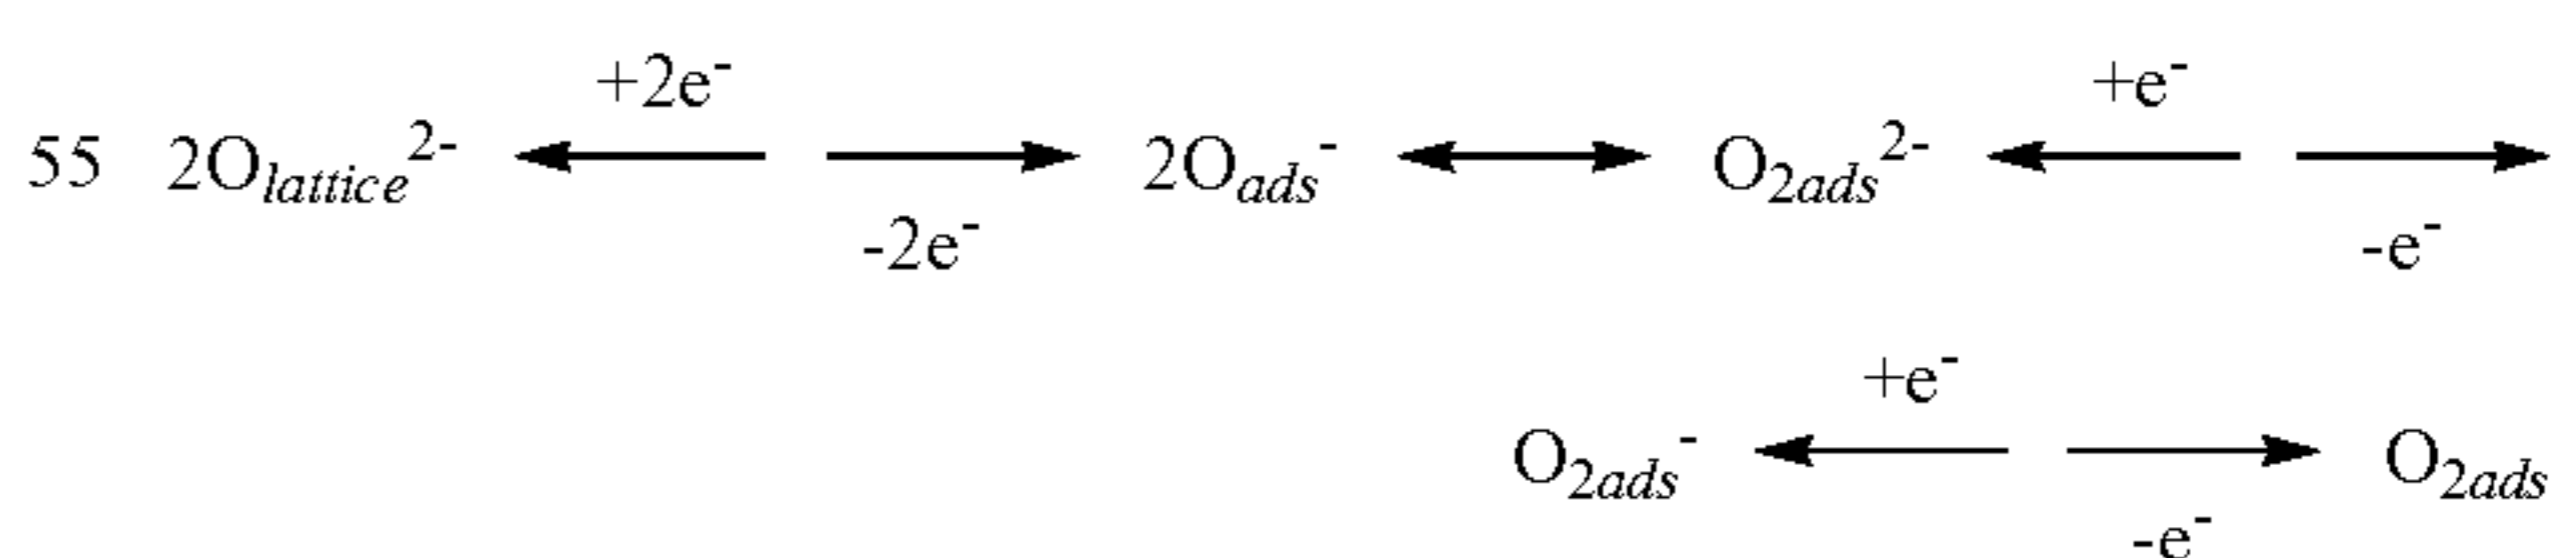 +2e⁻ +e⁻
55 2O_lattice²⁻ ← → 2O_ads⁻ ↔ O_2ads²⁻ ← →
-2e⁻ -e⁻
+e⁻
O_2ads⁻ ← → O_2ads
-e⁻